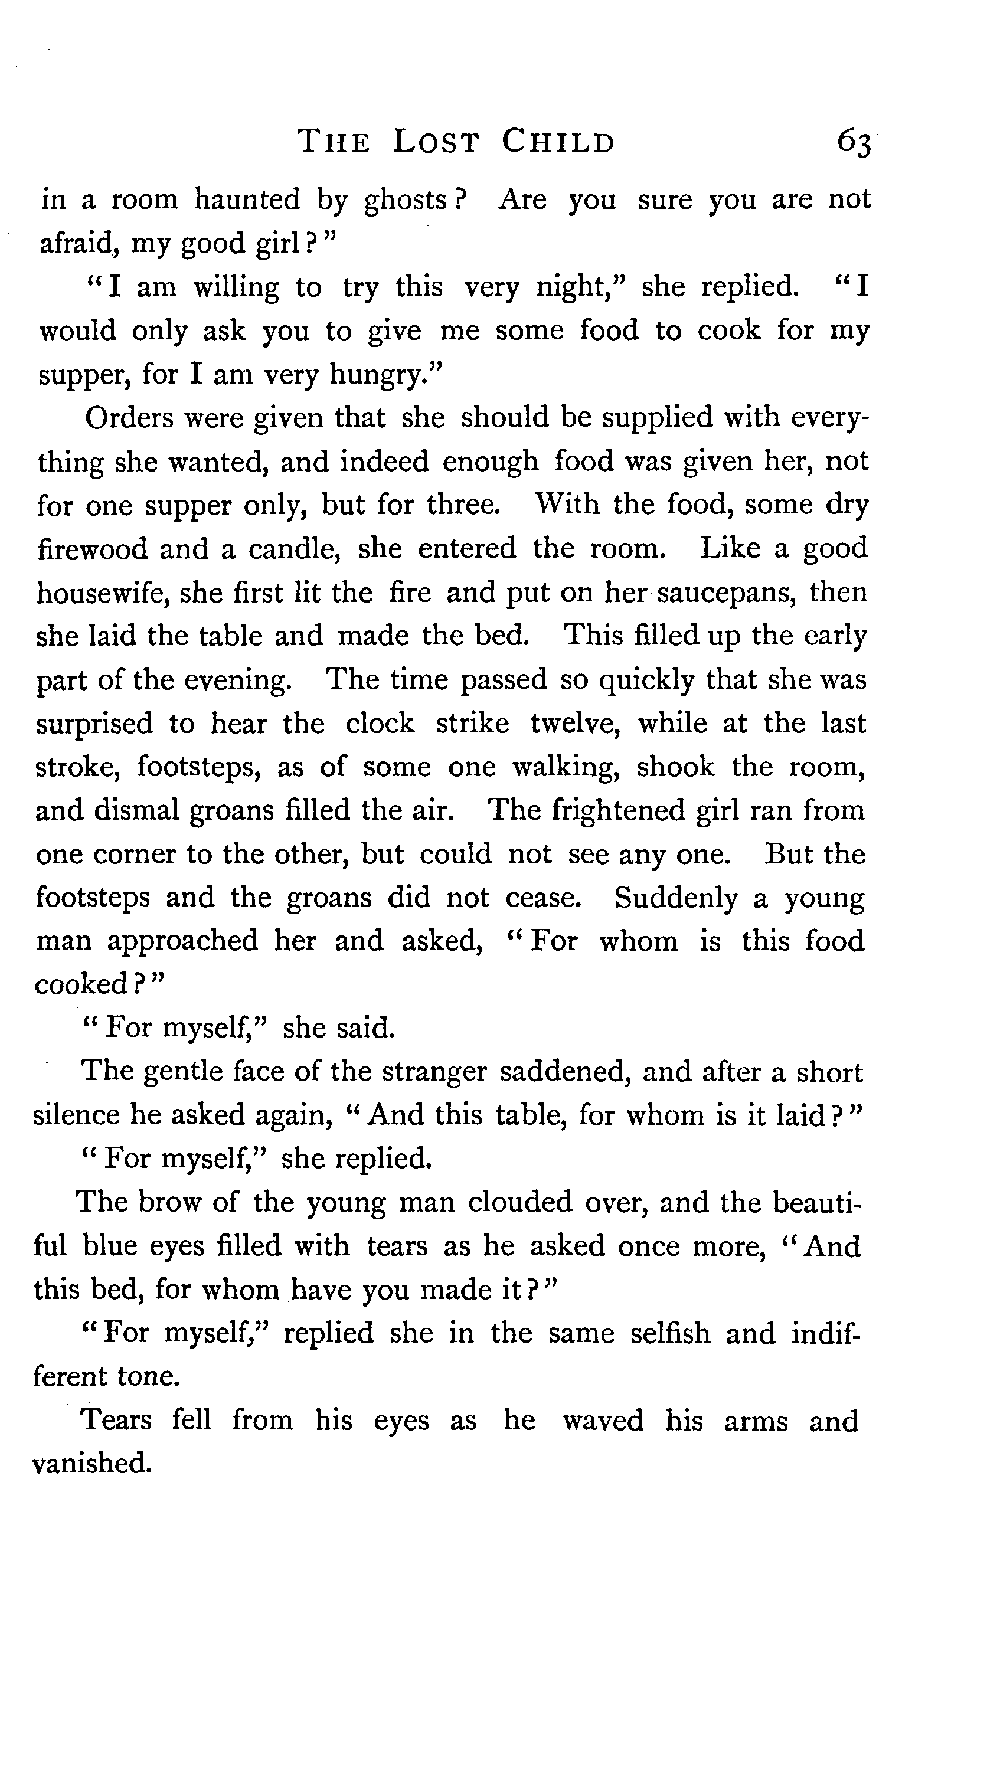 THE LOST CHILD 63
in a room haunted by ghosts? Are you sure you are not
afraid, my good girl?"
"I am willing to try this very night," she replied. "I
would only ask you to give me some food to cook for my
supper, for I am very hungry."
Orders were given that she should be supplied with every-
thing she wanted, and indeed enough food was given her, not
for one supper only, but for three. With the food, some dry
firewood and a candle, she entered the room. Like a good
housewife, she first lit the fire and put on her saucepans, then
she laid the table and made the bed. This filled up the early
part of the evening. The time passed so quickly that she was
surprised to hear the clock strike twelve, while at the last
stroke, footsteps, as of some one walking, shook the room,
and dismal groans filled the air. The frightened girl ran from
one corner to the other, but could not see any one. But the
footsteps and the groans did not cease. Suddenly a young
man approached her and asked, "For whom is this food
cooked?"
"For myself," she said.
The gentle face of the stranger saddened, and after a short
silence he asked again, "And this table, for whom is it laid?"
"For myself," she replied.
The brow of the young man clouded over, and the beauti-
ful blue eyes filled with tears as he asked once more, "And
this bed, for whom have you made it?"
"For myself," replied she in the same selfish and indif-
ferent tone.
Tears fell from his eyes as he waved his arms and
vanished.